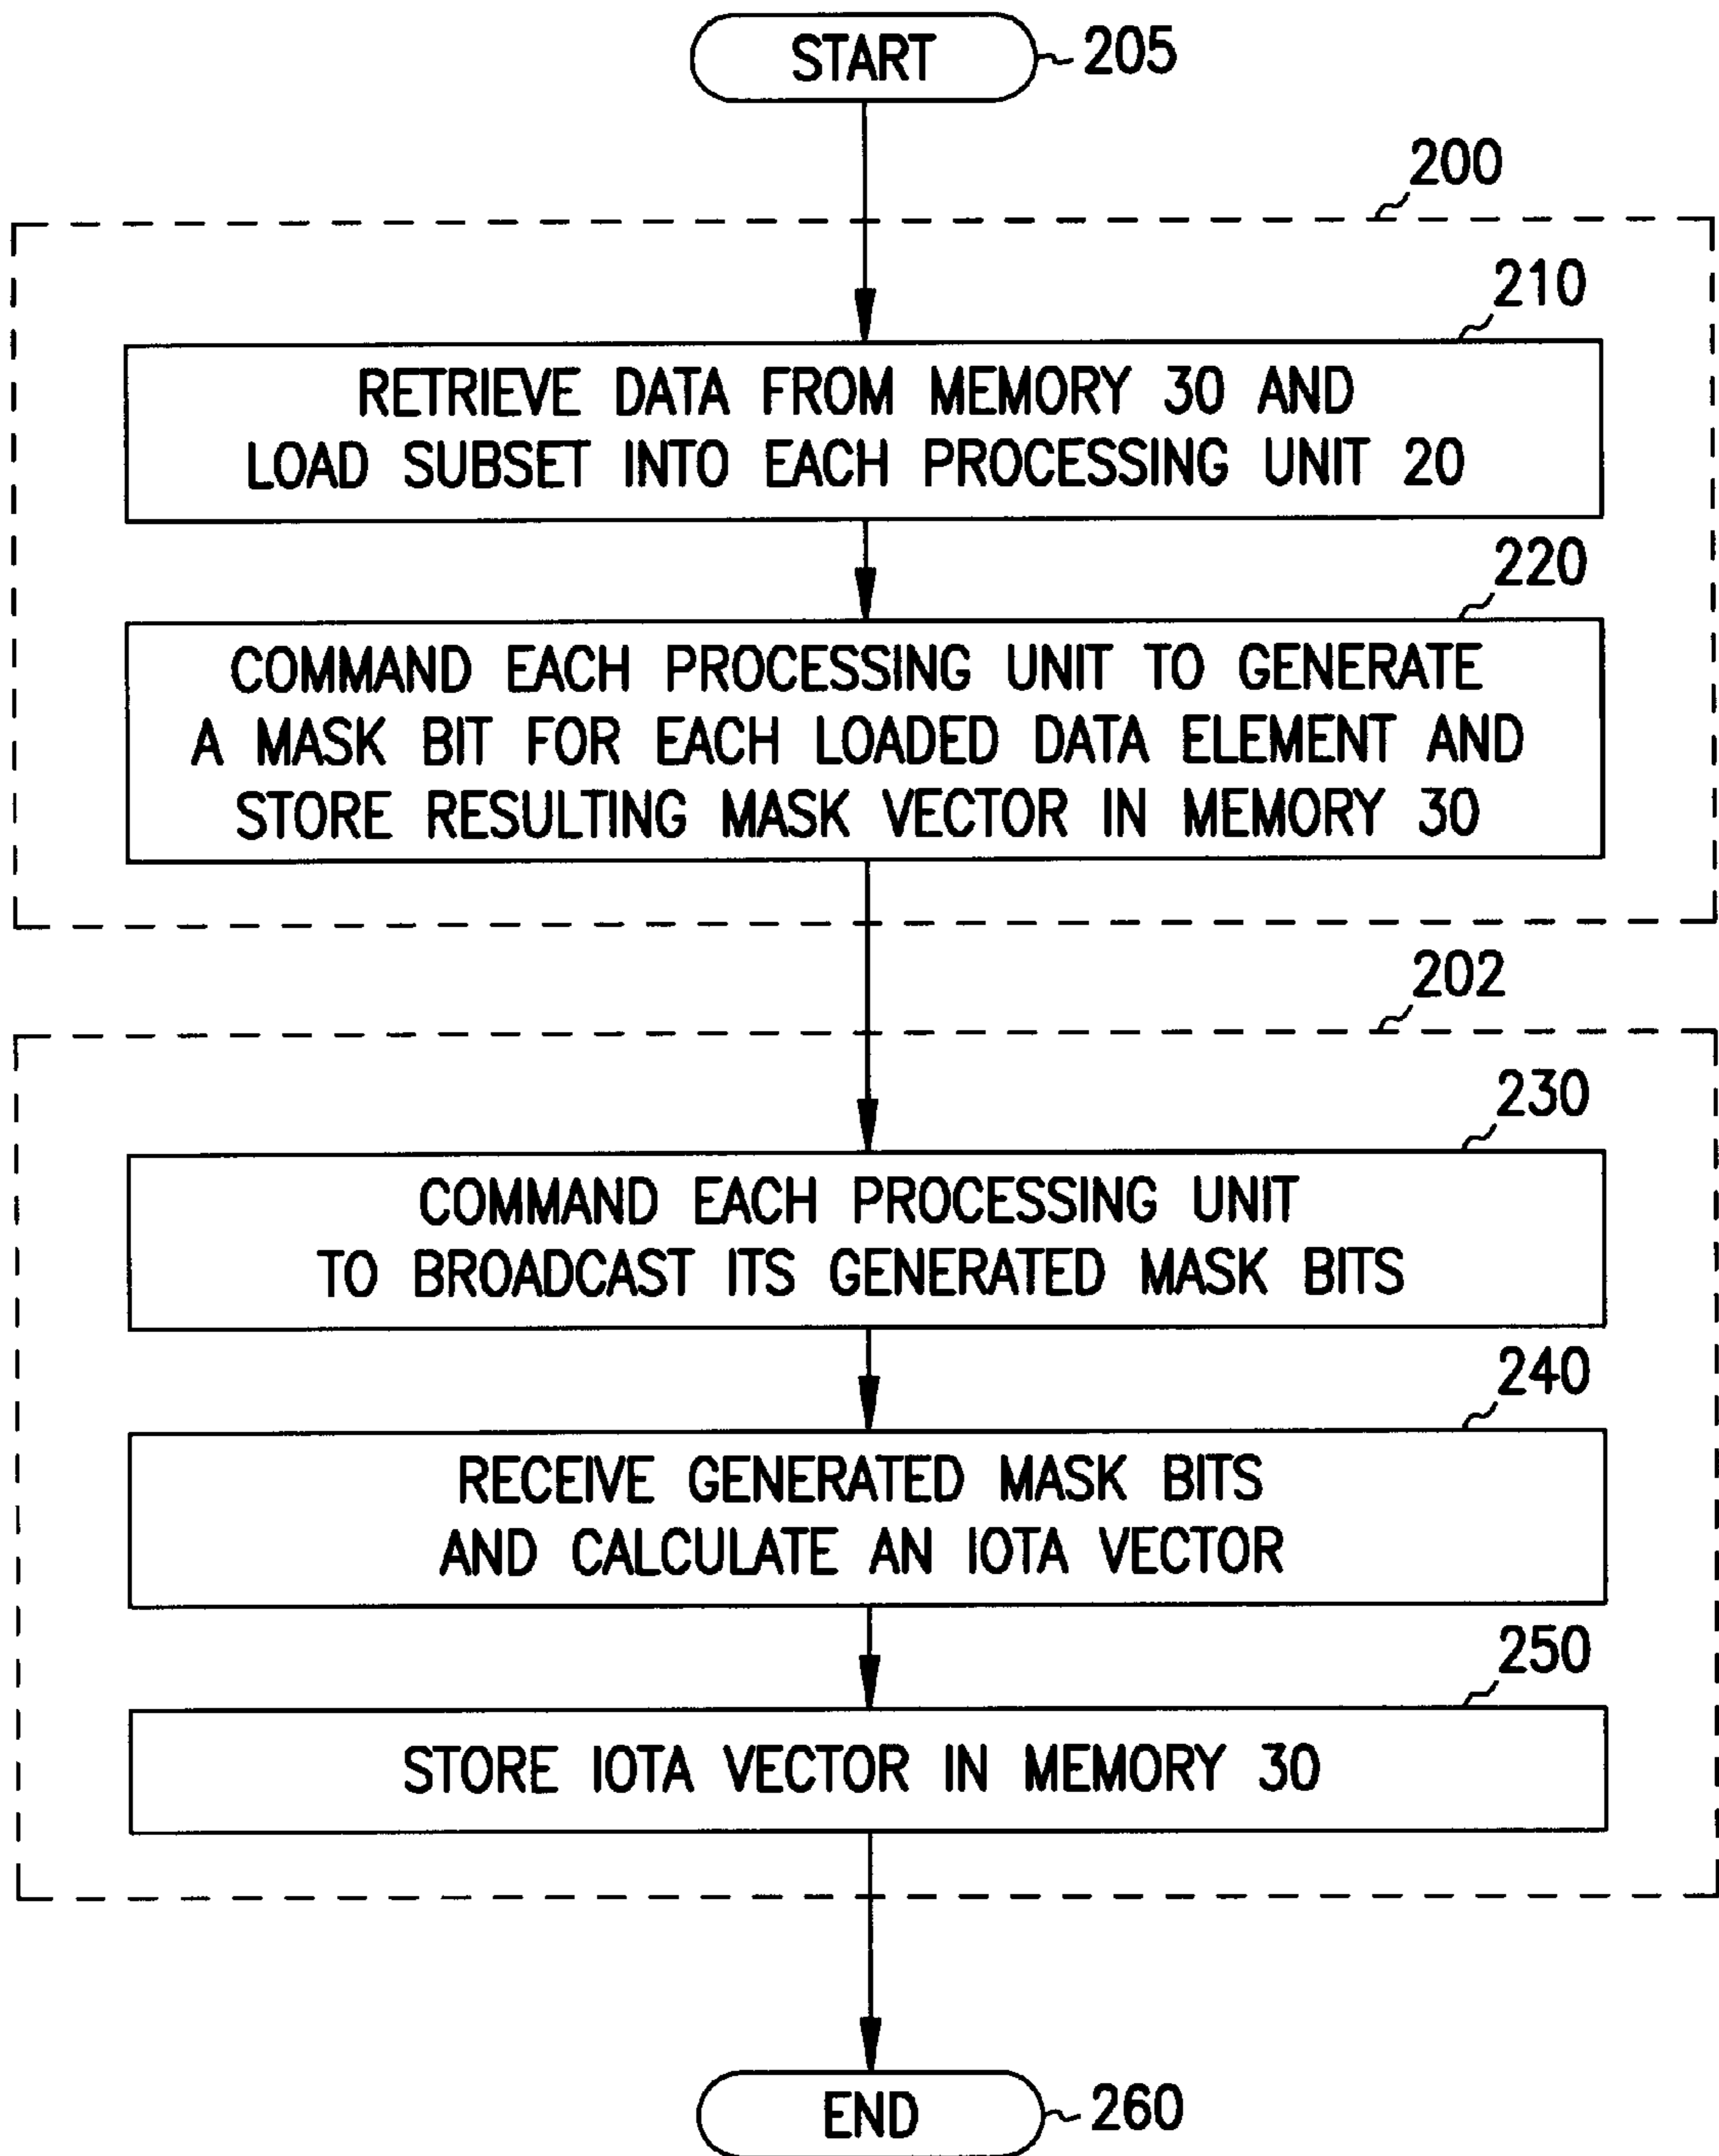 START
205
200
210
RETRIEVE DATA FROM MEMORY 30 AND
LOAD SUBSET INTO EACH PROCESSING UNIT 20
220
COMMAND EACH PROCESSING UNIT TO GENERATE
A MASK BIT FOR EACH LOADED DATA ELEMENT AND
STORE RESULTING MASK VECTOR IN MEMORY 30
202
230
COMMAND EACH PROCESSING UNIT
TO BROADCAST ITS GENERATED MASK BITS
240
RECEIVE GENERATED MASK BITS
AND CALCULATE AN IOTA VECTOR
250
STORE IOTA VECTOR IN MEMORY 30
END
260